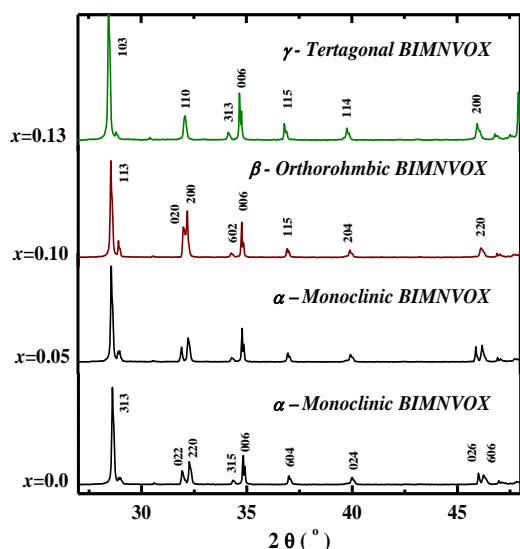 γ - Tertagonal BIMNVOX
103
110
313
006
115
114
200
x=0.13
β - Orthorohmbic BIMNVOX
113
020
200
602
006
115
204
220
x=0.10
α – Monoclinic BIMNVOX
x=0.05
α – Monoclinic BIMNVOX
313
022
220
315
006
604
024
026
606
x=0.0
30 35 40 45
2 θ ( ° )